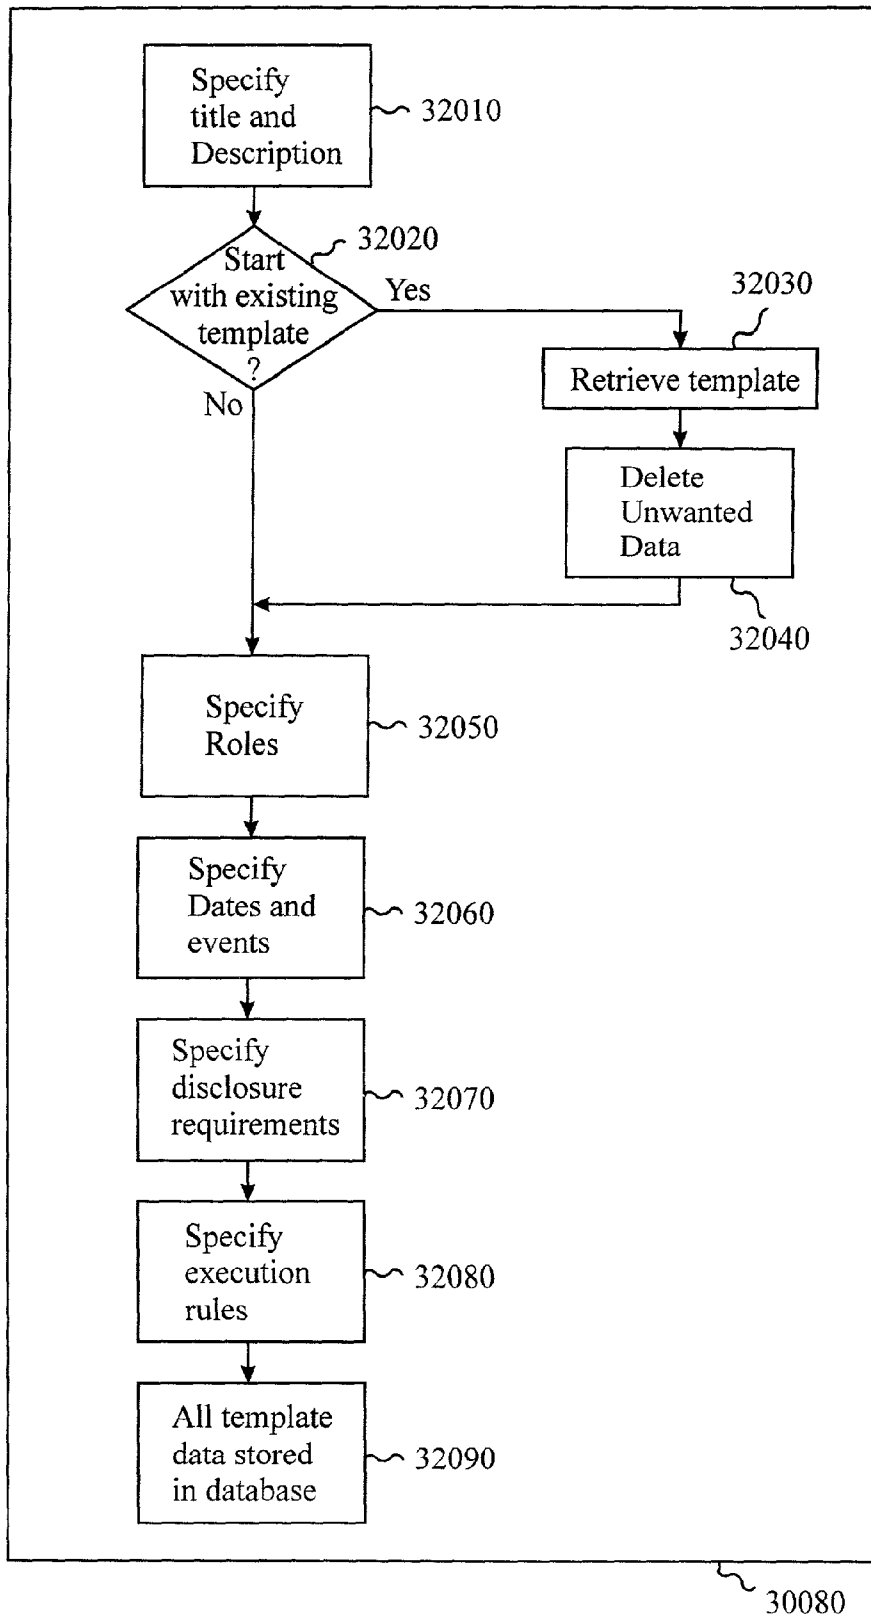 Specify
title and
Description
32010
32020
Start
with existing
template
?
Yes
No
32030
Retrieve template
Delete
Unwanted
Data
32040
Specify
Roles
32050
Specify
Dates and
events
32060
Specify
disclosure
requirements
32070
Specify
execution
rules
32080
All template
data stored
in database
32090
30080